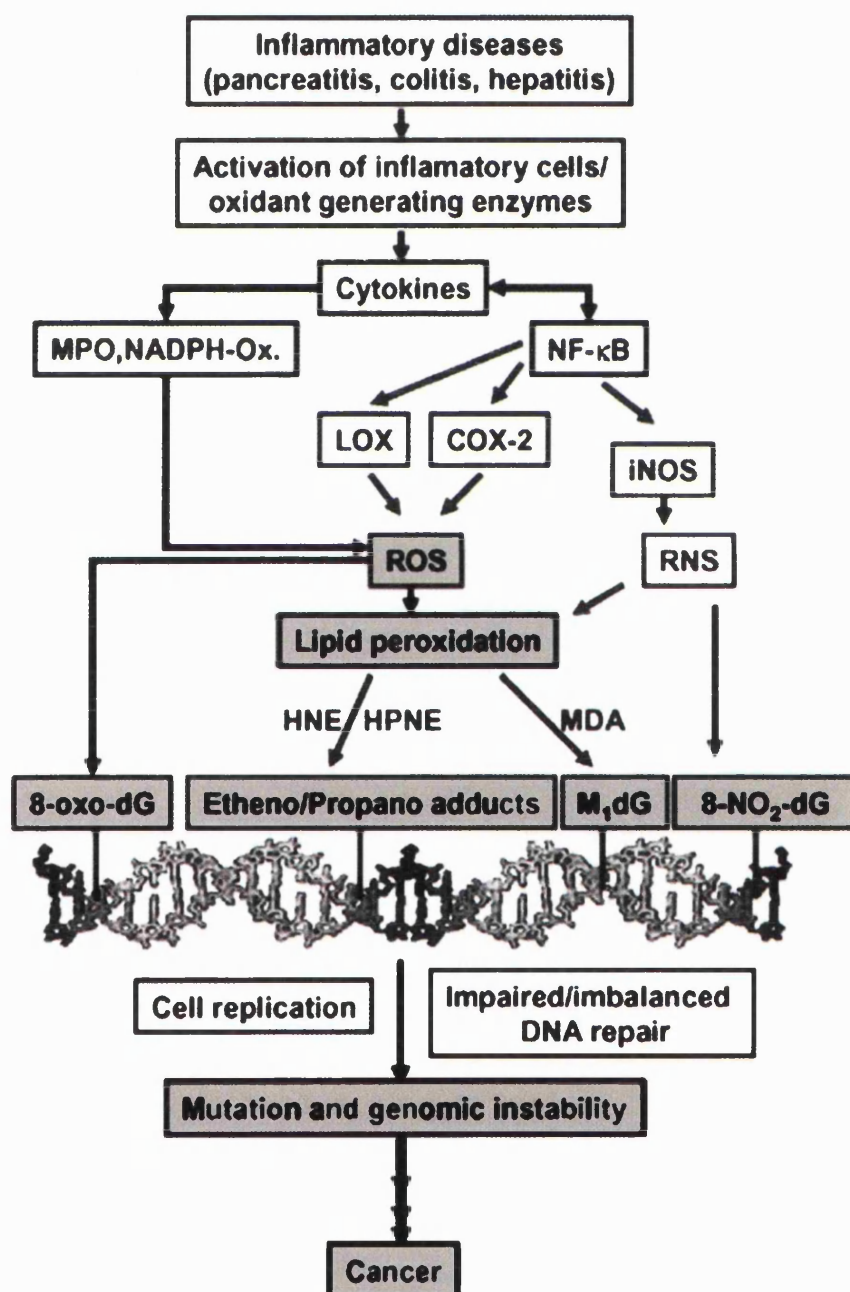 Inflammatory diseases
(pancreatitis, colitis, hepatitis)
Activation of inflamatory cells/
oxidant generating enzymes
Cytokines
MPO,NADPH-Ox.
NF-κB
LOX
COX-2
iNOS
ROS
RNS
Lipid peroxidation
HNE/HPNE
MDA
8-oxo-dG
Etheno/Propano adducts
M₁dG
8-NO₂-dG
Cell replication
Impaired/imbalanced
DNA repair
Mutation and genomic instability
Cancer